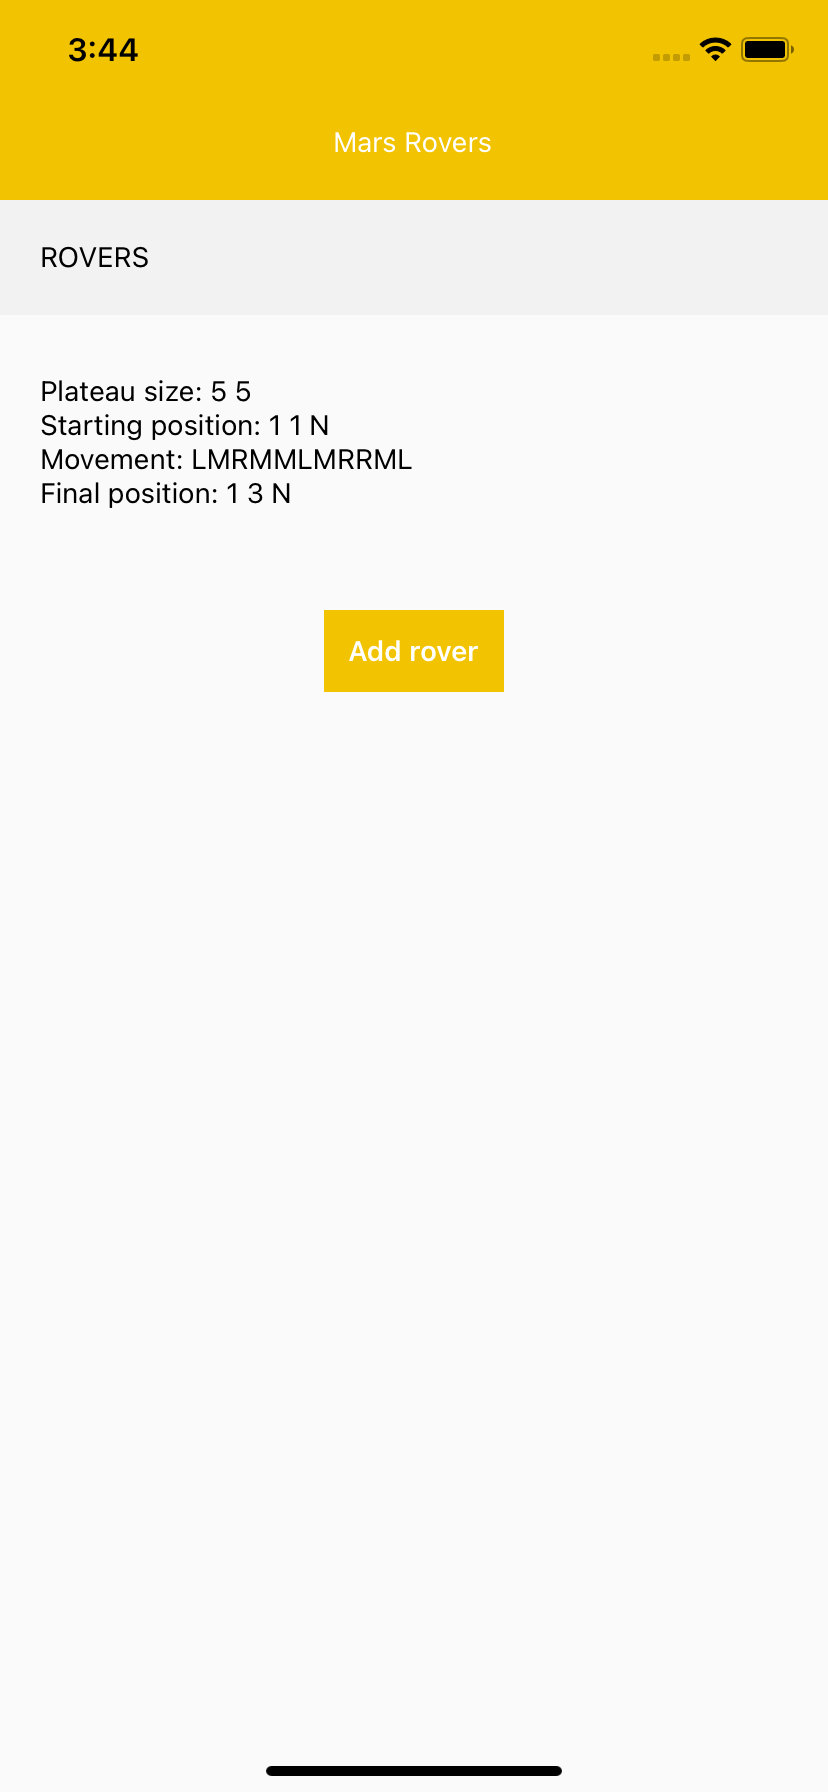 3:44
Mars Rovers
ROVERS
Plateau size: 5 5
Starting position: 1 1 N
Movement: LMRMMLMRRML
Final position: 1 3 N
Add rover